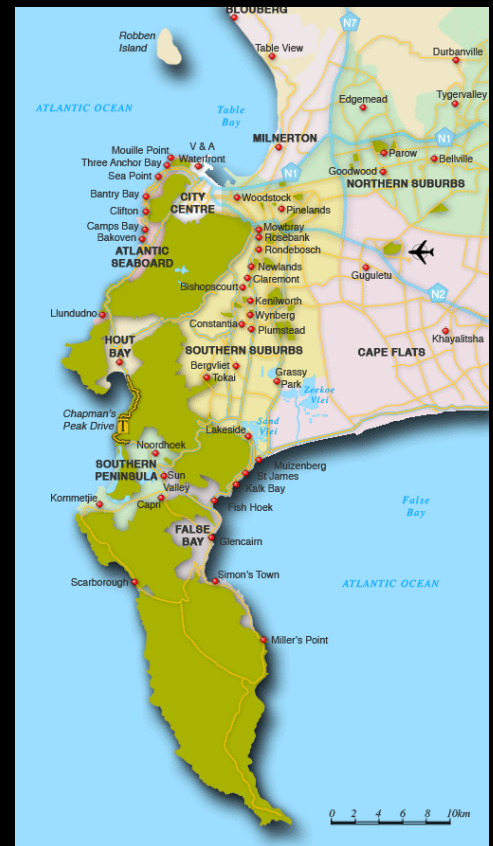 BLOUBERG
N7
Robben
Island
Table View
Durbanville
ATLANTIC OCEAN
Table
Bay
Edgemead
Tygervalley
MILNERTON
N1
Mouille Point
V & A
Waterfront
Three Anchor Bay
Parow
Bellville
Sea Point
N1
Goodwood
NORTHERN SUBURBS
Bantry Bay
CITY
CENTRE
Woodstock
Clifton
Pinelands
Camps Bay
Mowbray
Bakoven
Rosebank
ATLANTIC
SEABOARD
Rondebosch
Newlands
Guguletu
Claremont
Bishopscourt
N2
Kenilworth
Llundudno
Wynberg
Constantia
Plumstead
Khayalitsha
HOUT
BAY
SOUTHERN SUBURBS
CAPE FLATS
Bergvliet
Tokai
Grassy
Park
Zeekoe
Vlei
Chapman's
Peak Drive
T
Sand
Vlei
Lakeside
Noordhoek
SOUTHERN
PENINSULA
Muizenberg
Sun
Valley
St James
Kalk Bay
Kommetjie
Capri
Fish Hoek
False
Bay
FALSE
BAY
Glencairn
Scarborough
Simon's Town
ATLANTIC OCEAN
Miller's Point
0 2 4 6 8 10km